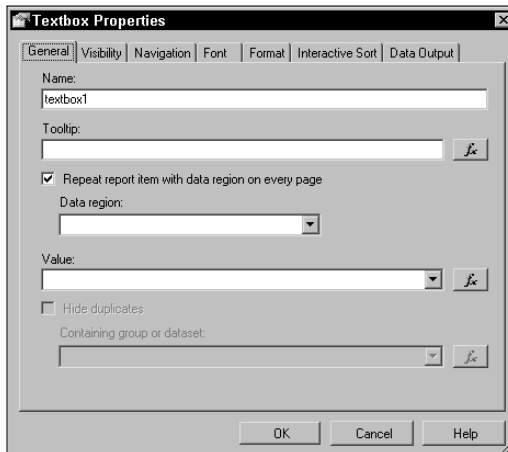 Textbox Properties
General Visibility Navigation Font Format Interactive Sort Data Output
Name:
textbox1
Tooltip:
fx
Repeat report item with data region on every page
Data region:
Value:
fx
Hide duplicates
Containing group or dataset:
fx
OK Cancel Help